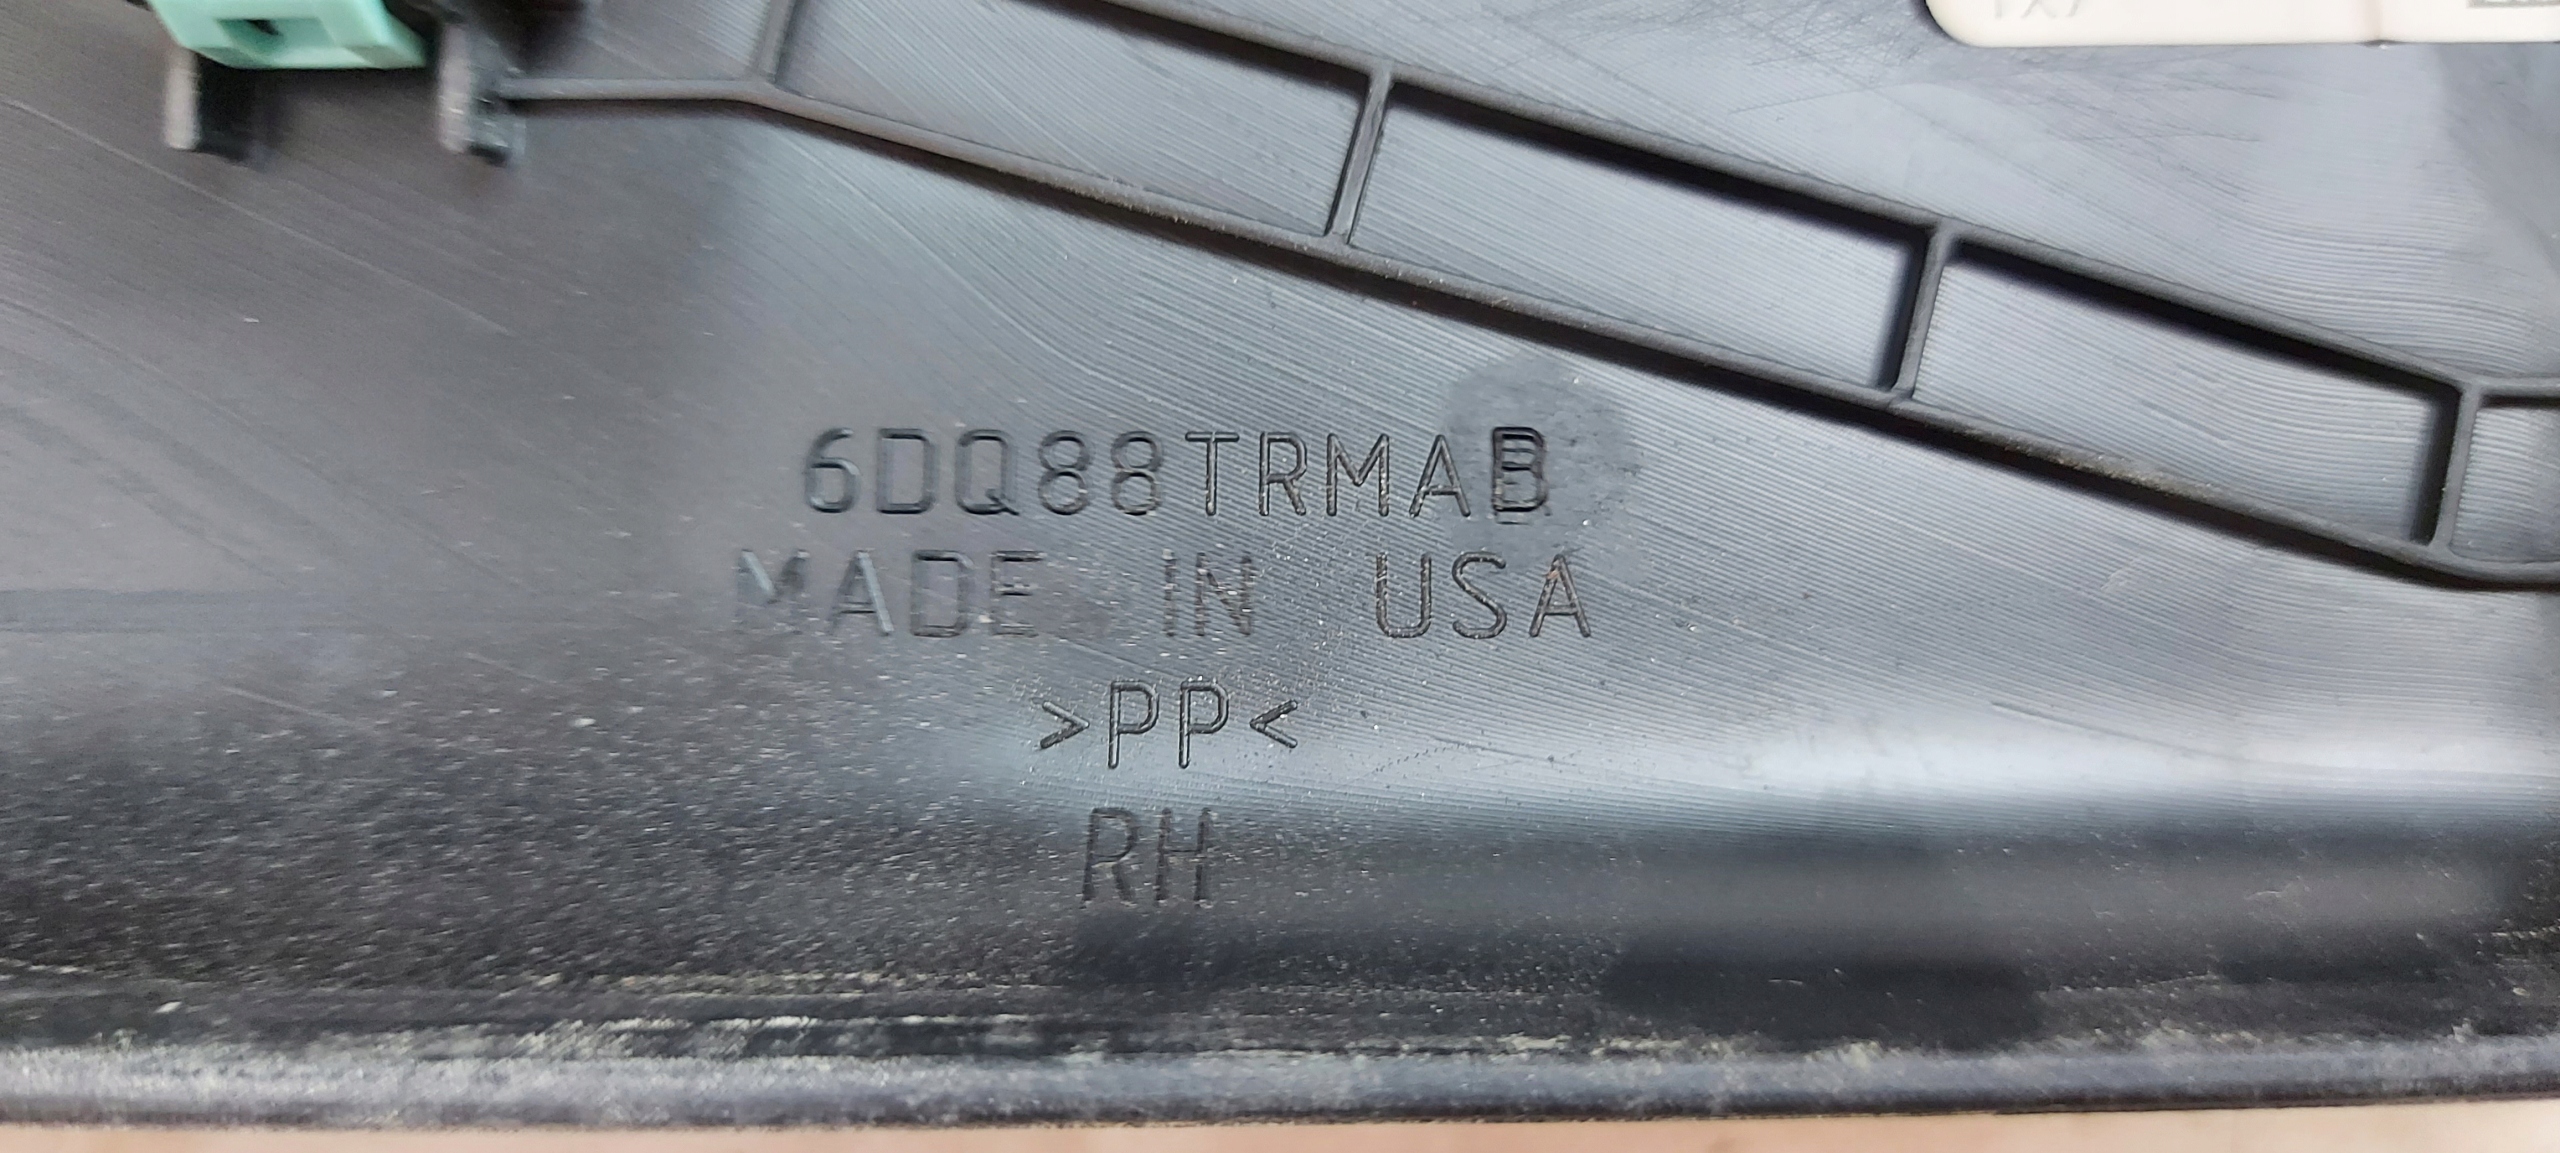 6DQ88TRMAB
MADE IN USA
>PP<
RH